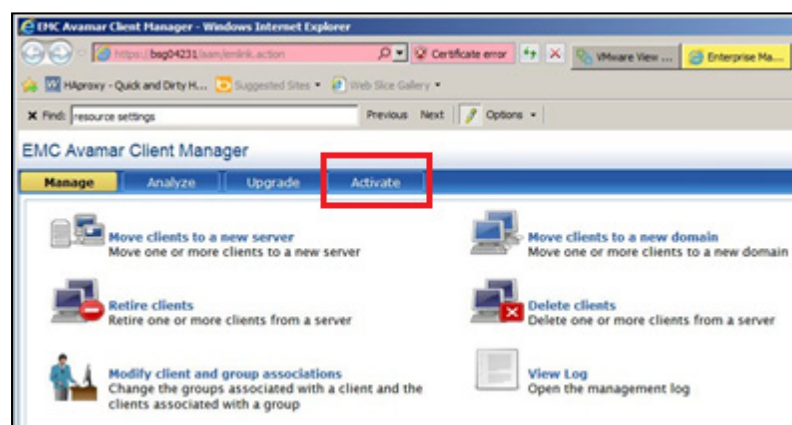 EMC Avamar Client Manager - Windows Internet Explorer
https://bsg04231/aam/emlink.action Certificate error VMware View ... Enterprise Ma...
HAproxy - Quick and Dirty H... Suggested Sites Web Slice Gallery
Find: resource settings Previous Next Options
EMC Avamar Client Manager
Manage Analyze Upgrade Activate
Move clients to a new server
Move one or more clients to a new server
Move clients to a new domain
Move one or more clients to a new domain
Retire clients
Retire one or more clients from a server
Delete clients
Delete one or more clients from a server
Modify client and group associations
Change the groups associated with a client and the
clients associated with a group
View Log
Open the management log